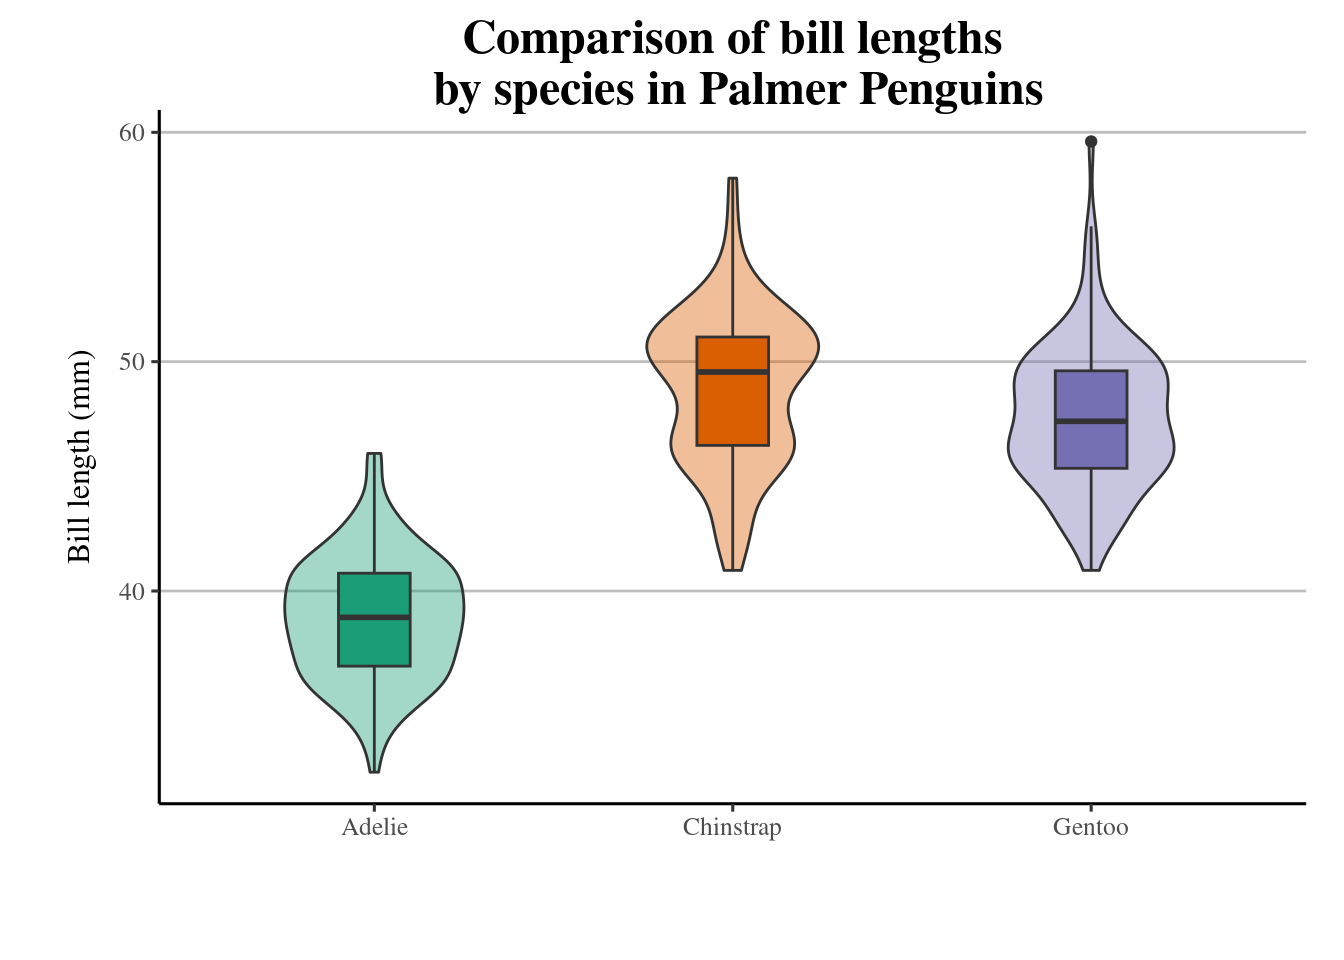 Comparison of bill lengths
by species in Palmer Penguins
60
50
40
Bill length (mm)
Adelie
Chinstrap
Gentoo